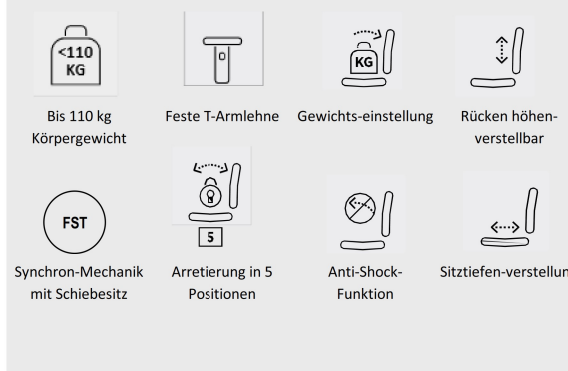 <110
KG
KG
Bis 110 kg
Körpergewicht
Feste T-Armlehne
Gewichts-einstellung
Rücken höhen-
verstellbar
FST
5
Synchron-Mechanik
mit Schiebesitz
Arretierung in 5
Positionen
Anti-Shock-
Funktion
Sitztiefen-verstellun